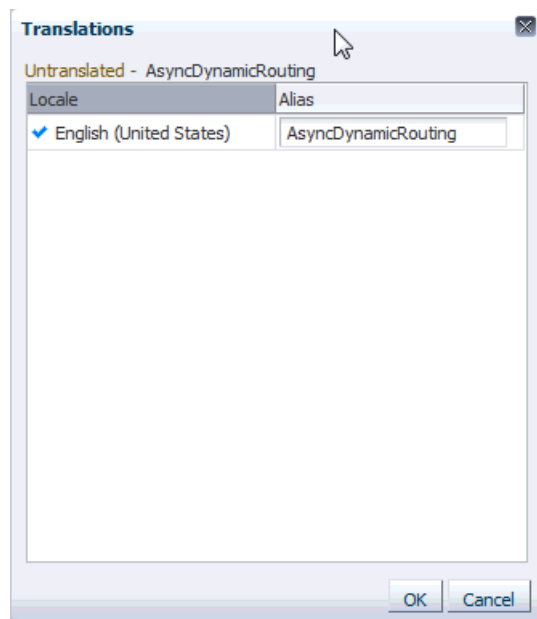 Translations
Untranslated - AsyncDynamicRouting
Locale Alias
English (United States) AsyncDynamicRouting
OK Cancel